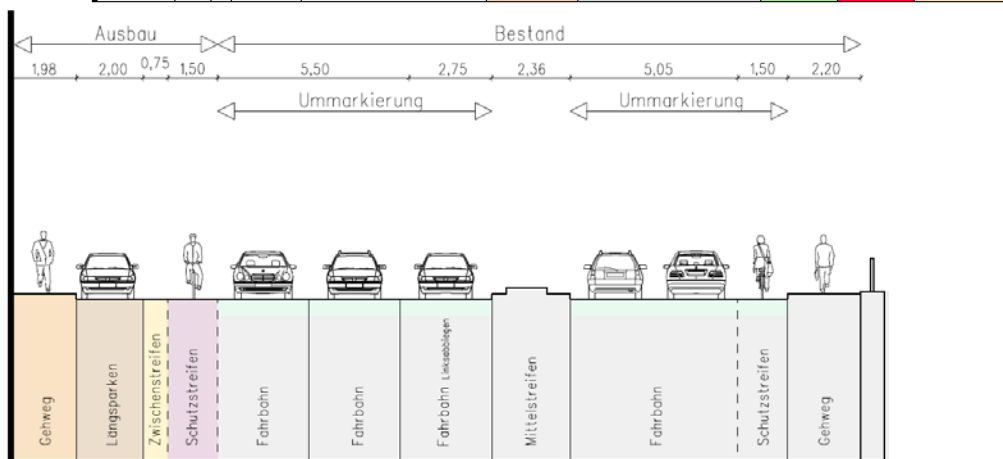 Ausbau Bestand
1,98 2,00 0,75 1,50 5,50 2,75 2,36 5,05 1,50 2,20
Ummarkierung Ummarkierung
Gehweg
Längsparken
Zwischenstreifen
Schutzstreifen
Fahrbahn
Fahrbahn
Fahrbahn Linksabbiegen
Mittelstreifen
Fahrbahn
Schutzstreifen
Gehweg